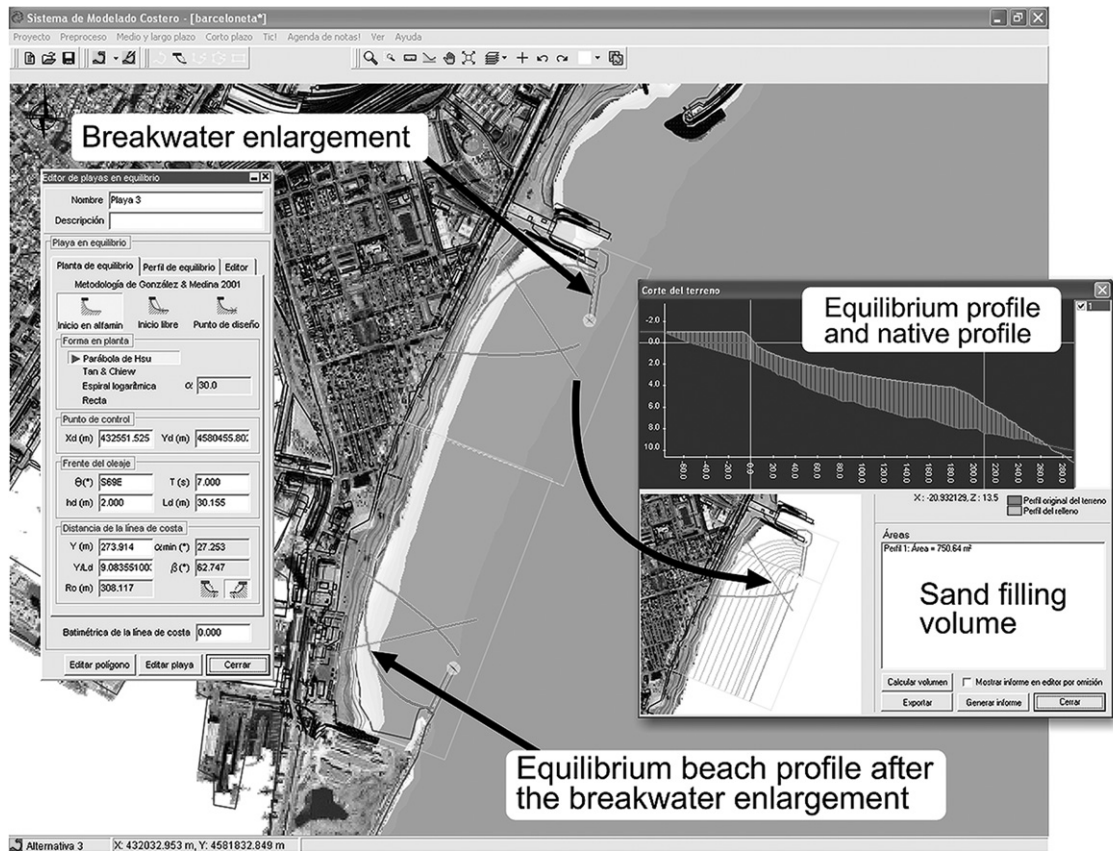 Sistema de Modelado Costero - [barceloneta*]
Proyecto Preproceso Medio y largo plazo Corto plazo Tic! Agenda de notas! Ver Ayuda
Breakwater enlargement
Editor de playas en equilibrio
Nombre Playa 3
Descripción
Playa en equilibrio
Planta de equilibrio Perfil de equilibrio Editor
Metodología de González & Medina 2001
Inicio en alfamin Inicio libre Punto de diseño
Forma en planta
Parábola de Hsu
Tan & Chiew
Espiral logarítmica α 30.0
Recta
Punto de control
Xd (m) 432551.525 Yd (m) 4580455.80
Frente del oleaje
Θ(°) S69E T (s) 7.000
hd (m) 2.000 Ld (m) 30.155
Distancia de la línea de costa
Y (m) 273.914 αmin (°) 27.253
Y/Ld 9.08355100 β (°) 62.747
Ro (m) 308.117
Batimétrica de la línea de costa 0.000
Editar polígono Editar playa Cerrar
Corte del terreno
1
Equilibrium profile
and native profile
-2.0
0.0
2.0
4.0
6.0
8.0
10.0
-60.0 -40.0 -20.0 0.0 20.0 40.0 60.0 80.0 100.0 120.0 140.0 160.0 180.0 200.0 220.0 240.0 260.0 280.0
X: -20.932129, Z: 13.5
Perfil original del terreno
Perfil del relleno
Áreas
Perfil 1: Área = 750.64 m²
Sand filling
volume
Calcular volumen Mostrar informe en editor por omisión
Exportar Generar informe Cerrar
Equilibrium beach profile after
the breakwater enlargement
Alternativa 3 X: 432032.953 m, Y: 4581832.849 m